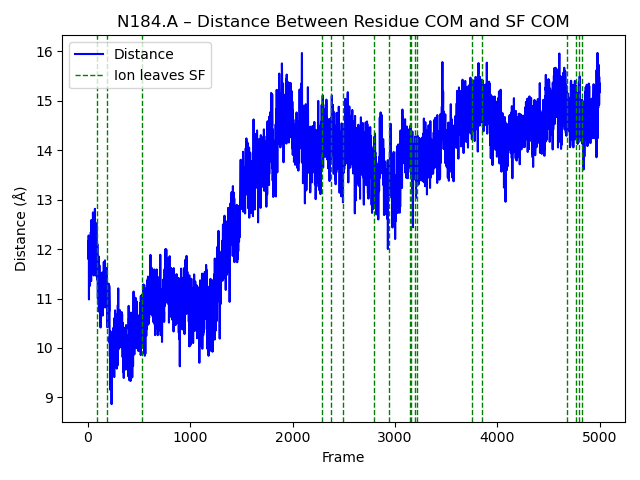 N184.A – Distance Between Residue COM and SF COM
Distance
Ion leaves SF
Distance (Å)
16
15
14
13
12
11
10
9
0
1000
2000
3000
4000
5000
Frame